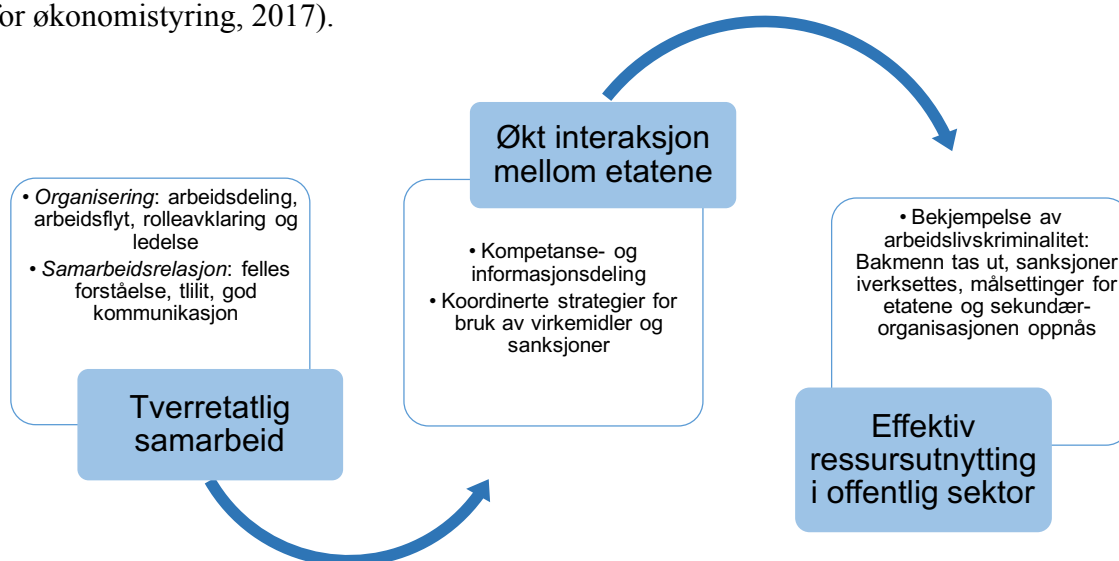 for økonomistyring, 2017).
• Organisering: arbeidsdeling,
arbeidsflyt, rolleavklaring og
ledelse
• Samarbeidsrelasjon: felles
forståelse, tlilit, god
kommunikasjon
Tverretatlig
samarbeid
Økt interaksjon
mellom etatene
• Kompetanse- og
informasjonsdeling
• Koordinerte strategier for
bruk av virkemidler og
sanksjoner
• Bekjempelse av
arbeidslivskriminalitet:
Bakmenn tas ut, sanksjoner
iverksettes, målsettinger for
etatene og sekundær-
organisasjonen oppnås
Effektiv
ressursutnytting
i offentlig sektor